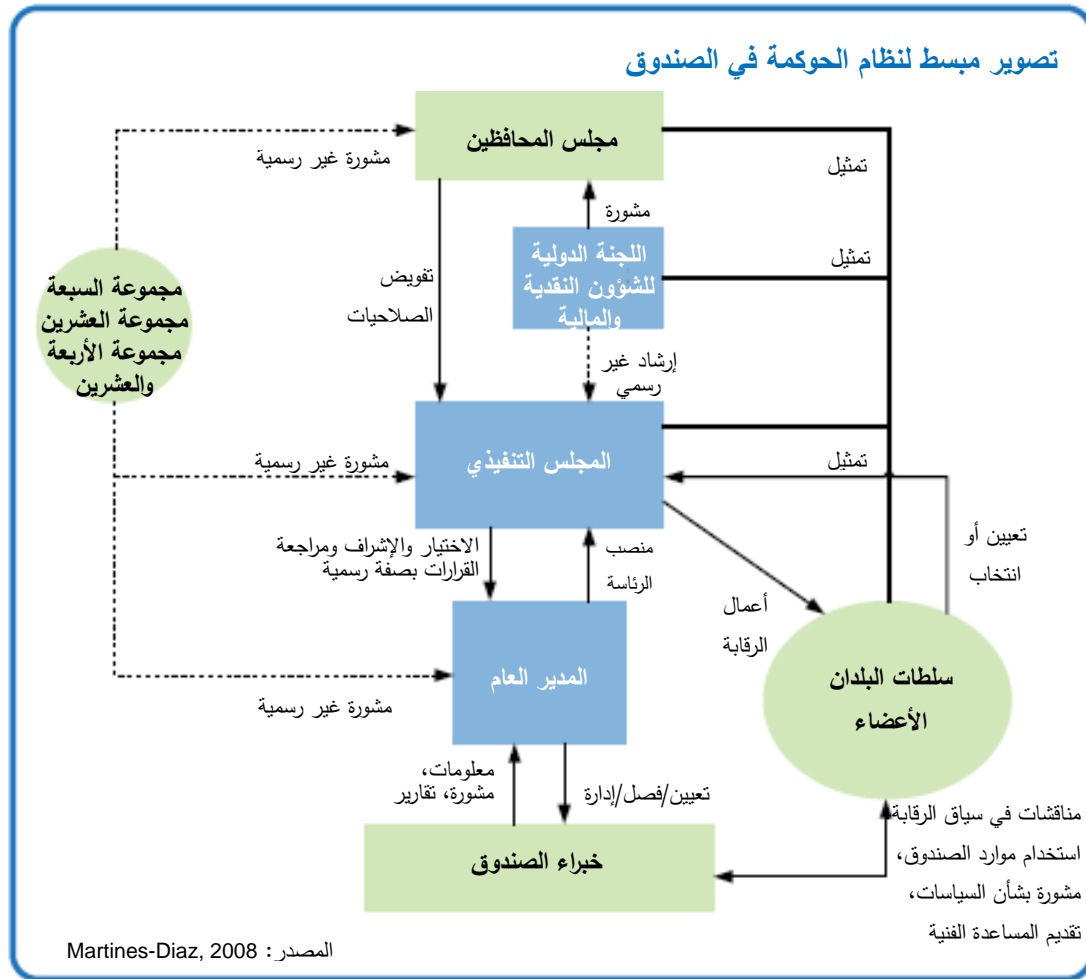 تصوير مبسط لنظام الحوكمة في الصندوق
مجلس المحافظين
مشورة غير رسمية
تمثيل
مشورة
اللجنة الدولية
للشؤون النقدية
والمالية
تمثيل
تفويض
الصلاحيات
مجموعة السبعة
مجموعة العشرين
مجموعة الأربعة
والعشرين
إرشاد غير
رسمي
المجلس التنفيذي
مشورة غير رسمية
تمثيل
تعيين أو
انتخاب
الاختيار والإشراف ومراجعة
القرارات بصفة رسمية
منصب
الرئاسة
أعمال
الرقابة
المدير العام
مشورة غير رسمية
سلطات البلدان
الأعضاء
معلومات،
مشورة، تقارير
تعيين/فصل/إدارة
خبراء الصندوق
مناقشات في سياق الرقابة
استخدام موارد الصندوق،
مشورة بشأن السياسات،
تقديم المساعدة الفنية
المصدر: Martines-Diaz, 2008